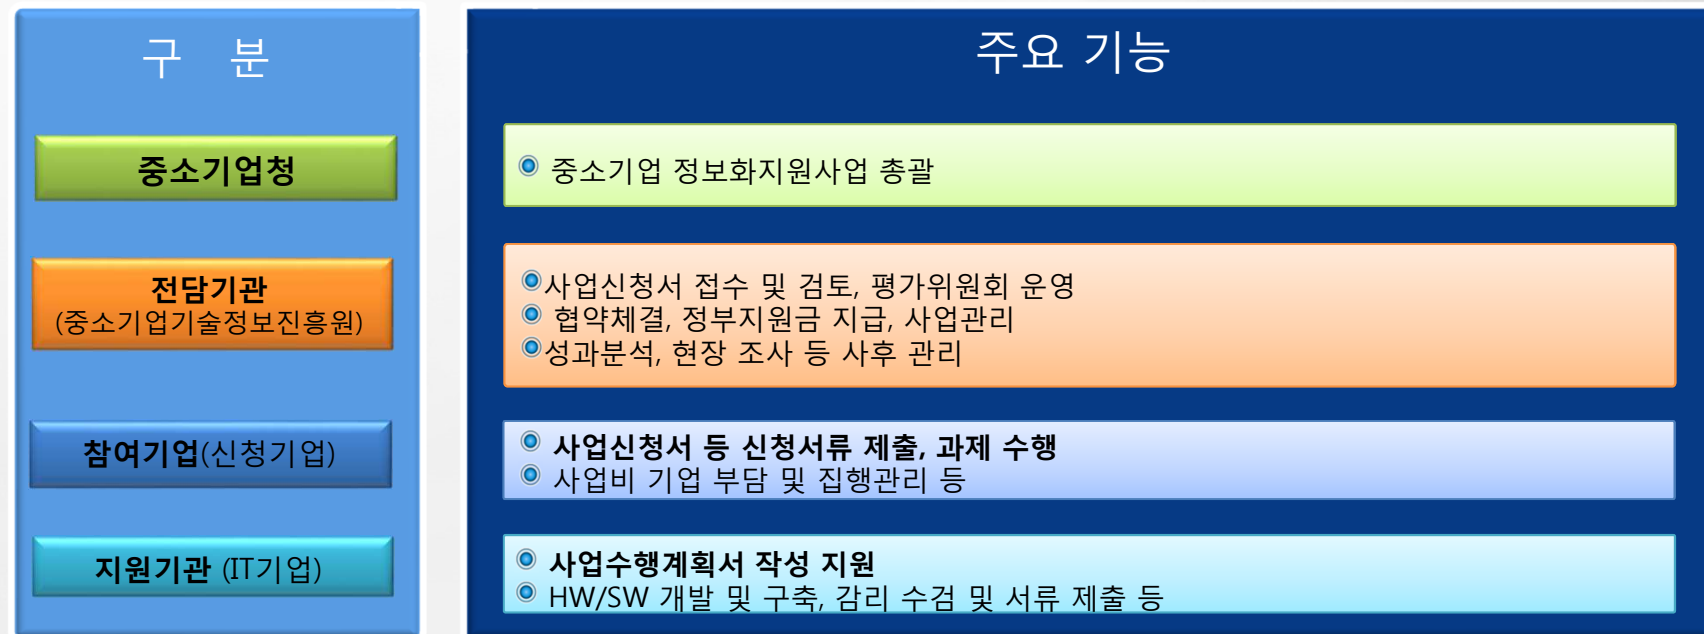 구 분
주요 기능
중소기업청
중소기업 정보화지원사업 총괄
전담기관
(중소기업기술정보진흥원)
사업신청서 접수 및 검토, 평가위원회 운영
협약체결, 정부지원금 지급, 사업관리
성과분석, 현장 조사 등 사후 관리
참여기업(신청기업)
사업신청서 등 신청서류 제출, 과제 수행
사업비 기업 부담 및 집행관리 등
지원기관 (IT기업)
사업수행계획서 작성 지원
HW/SW 개발 및 구축, 감리 수검 및 서류 제출 등